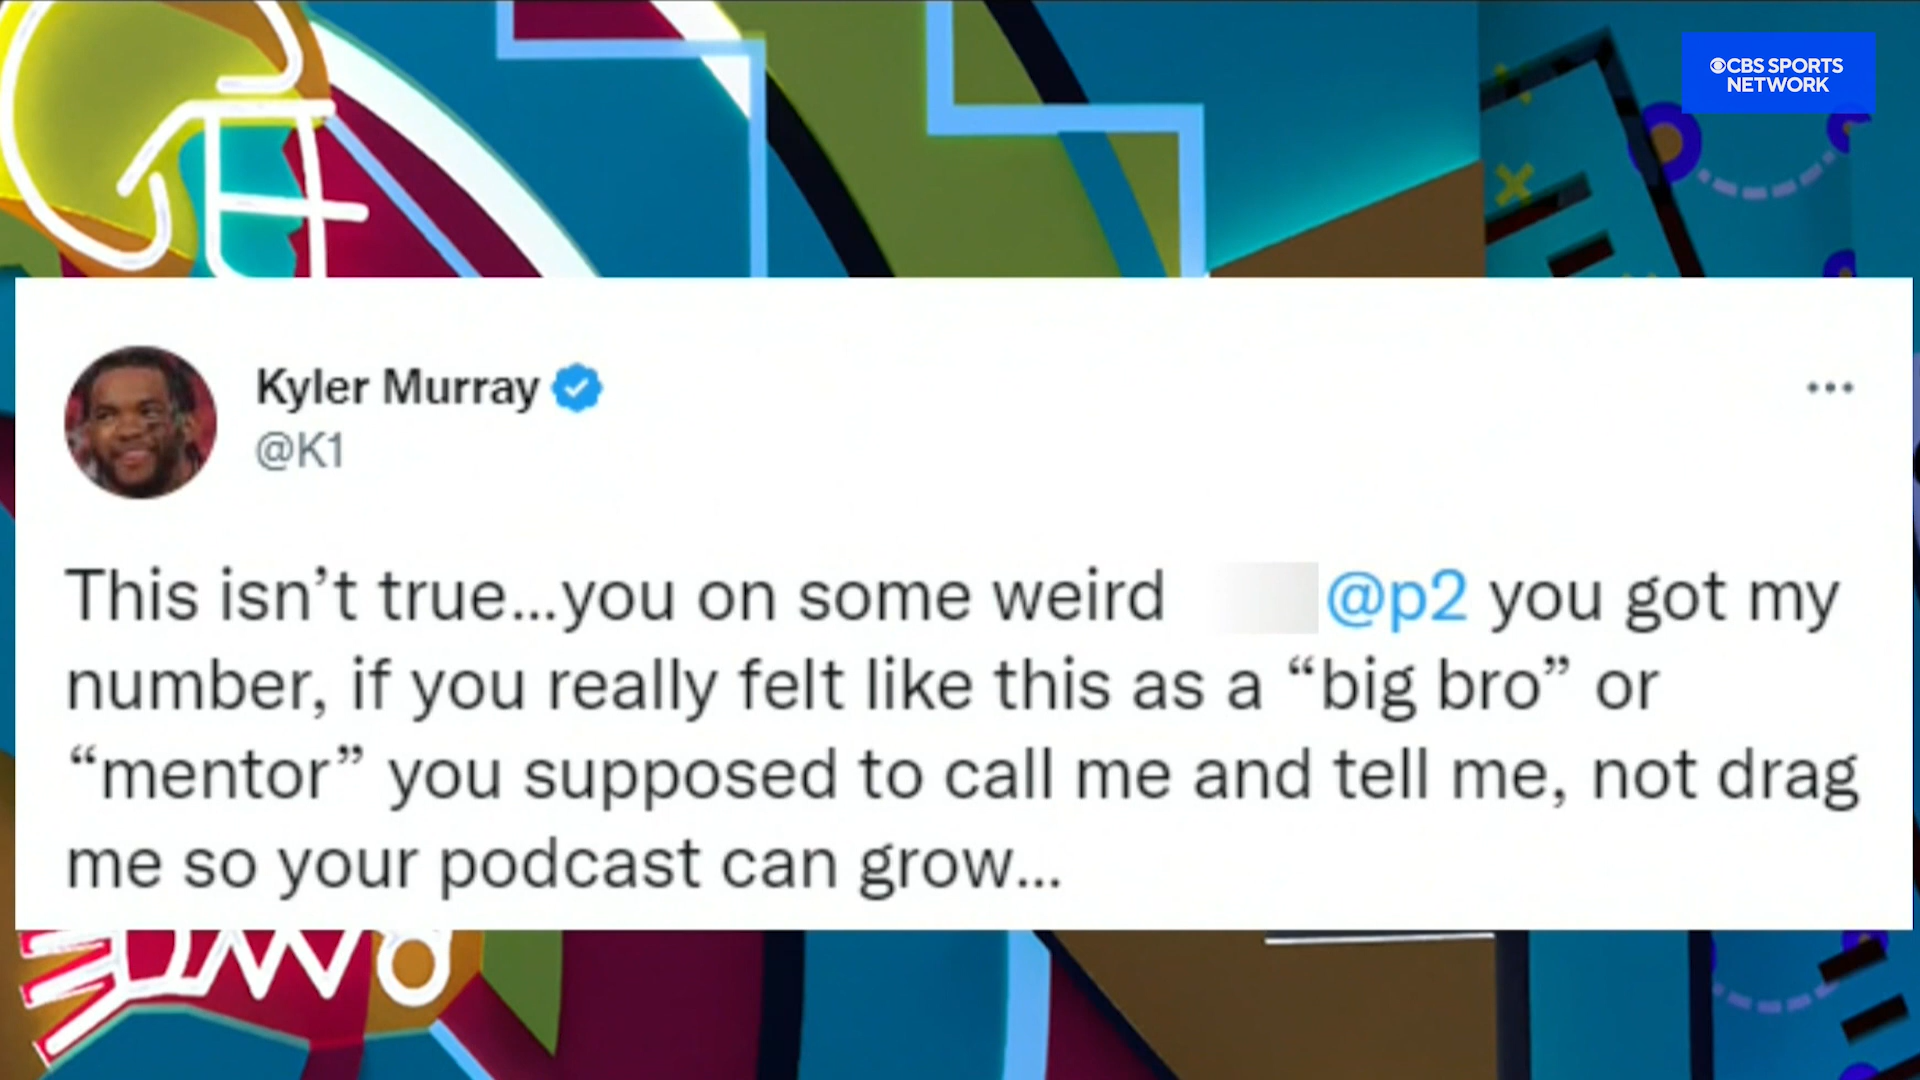 CBS SPORTS
NETWORK
Kyler Murray
@K1
This isn’t true...you on some weird @p2 you got my
number, if you really felt like this as a “big bro” or
“mentor” you supposed to call me and tell me, not drag
me so your podcast can grow...